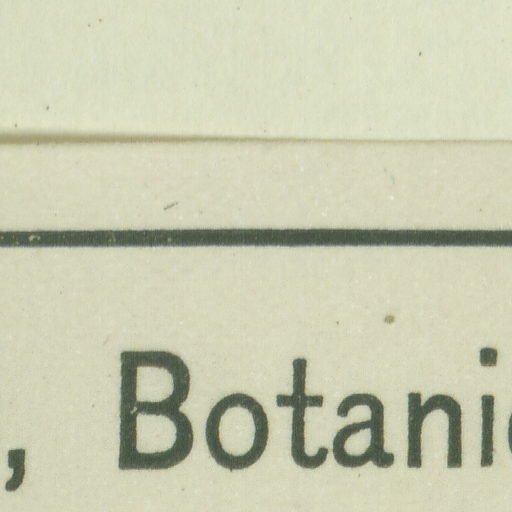 , Botani